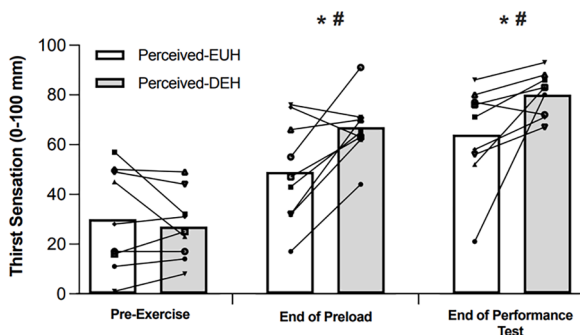 * #
* #
Thirst Sensation (0-100 mm)
100
80
60
40
20
0
Perceived-EUH
Perceived-DEH
Pre-Exercise
End of Preload
End of Performance
Test